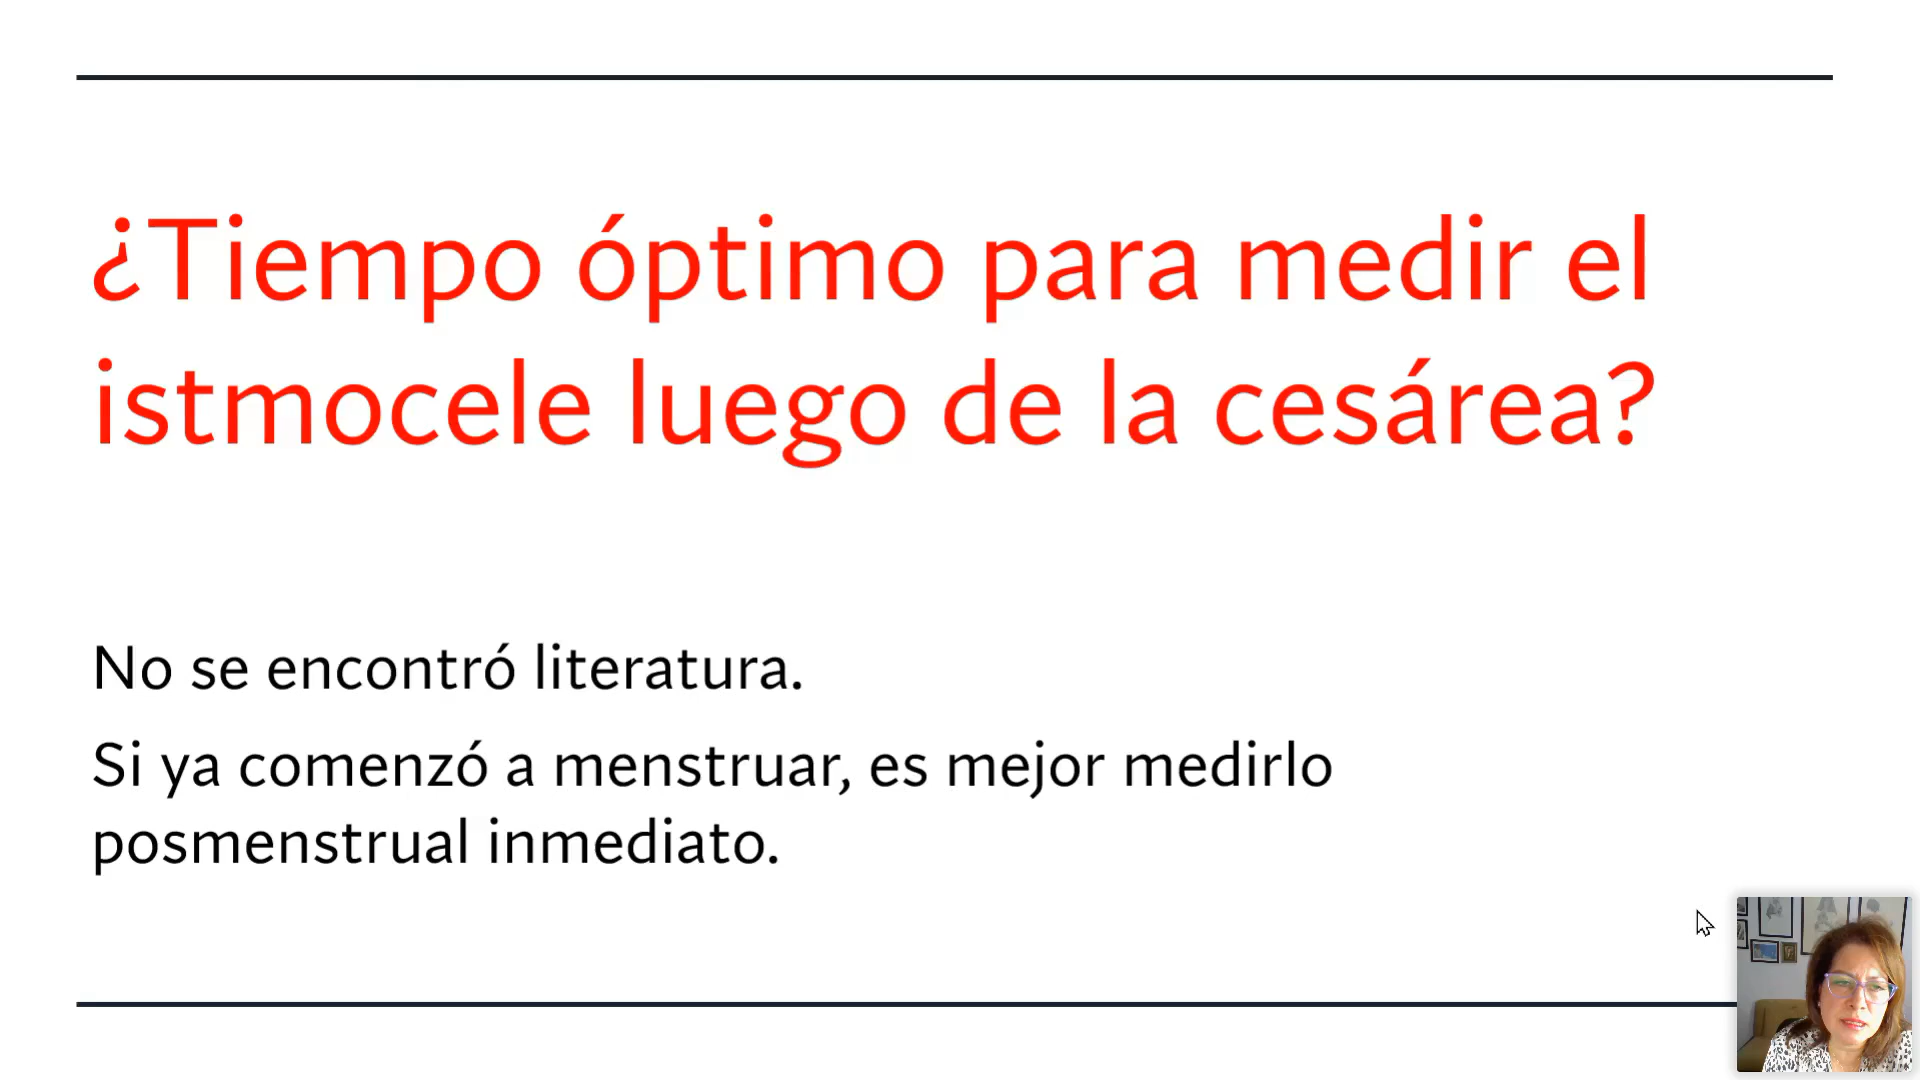 ¿Tiempo óptimo para medir el
istmocele luego de la cesárea?
No se encontró literatura.
Si ya comenzó a menstruar, es mejor medirlo
posmenstrual inmediato.